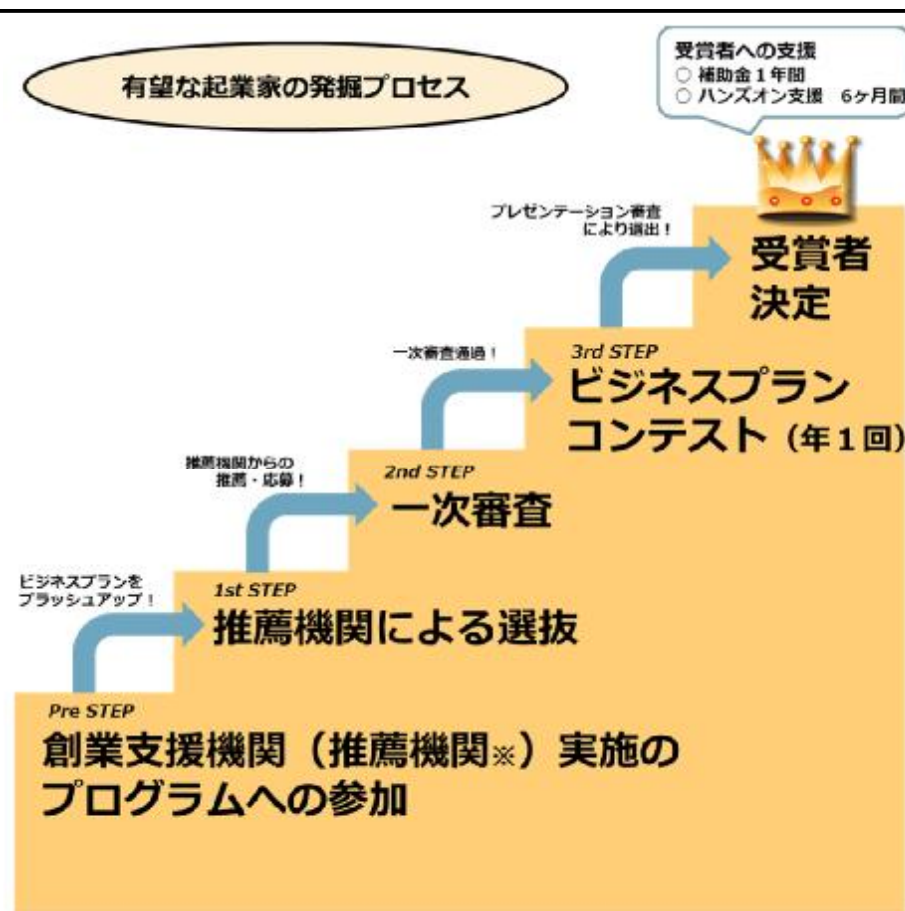 有望な起業家の発掘プロセス
受賞者への支援
○ 補助金１年間
○ ハンズオン支援　6ヶ月間
プレゼンテーション審査
により選出！
受賞者
決定
一次審査通過！
3rd STEP
ビジネスプラン
コンテスト（年１回）
推薦機関からの
推薦・応募！
2nd STEP
一次審査
ビジネスプランを
ブラッシュアップ！
1st STEP
推薦機関による選抜
Pre STEP
創業支援機関（推薦機関※）実施の
プログラムへの参加